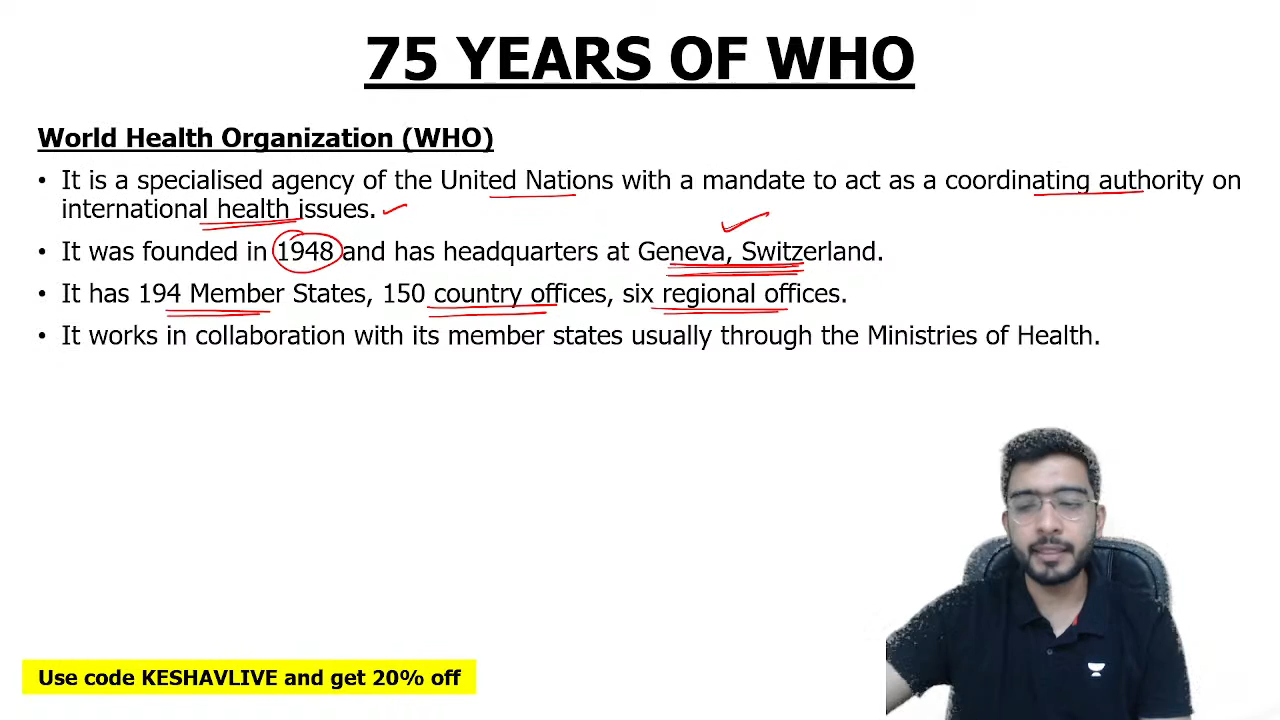 75 YEARS OF WHO
World Health Organization (WHO)
• It is a specialised agency of the United Nations with a mandate to act as a coordinating authority on
international health issues.
• It was founded in 1948 and has headquarters at Geneva, Switzerland.
• It has 194 Member States, 150 country offices, six regional offices.
• It works in collaboration with its member states usually through the Ministries of Health.
Use code KESHAVLIVE and get 20% off